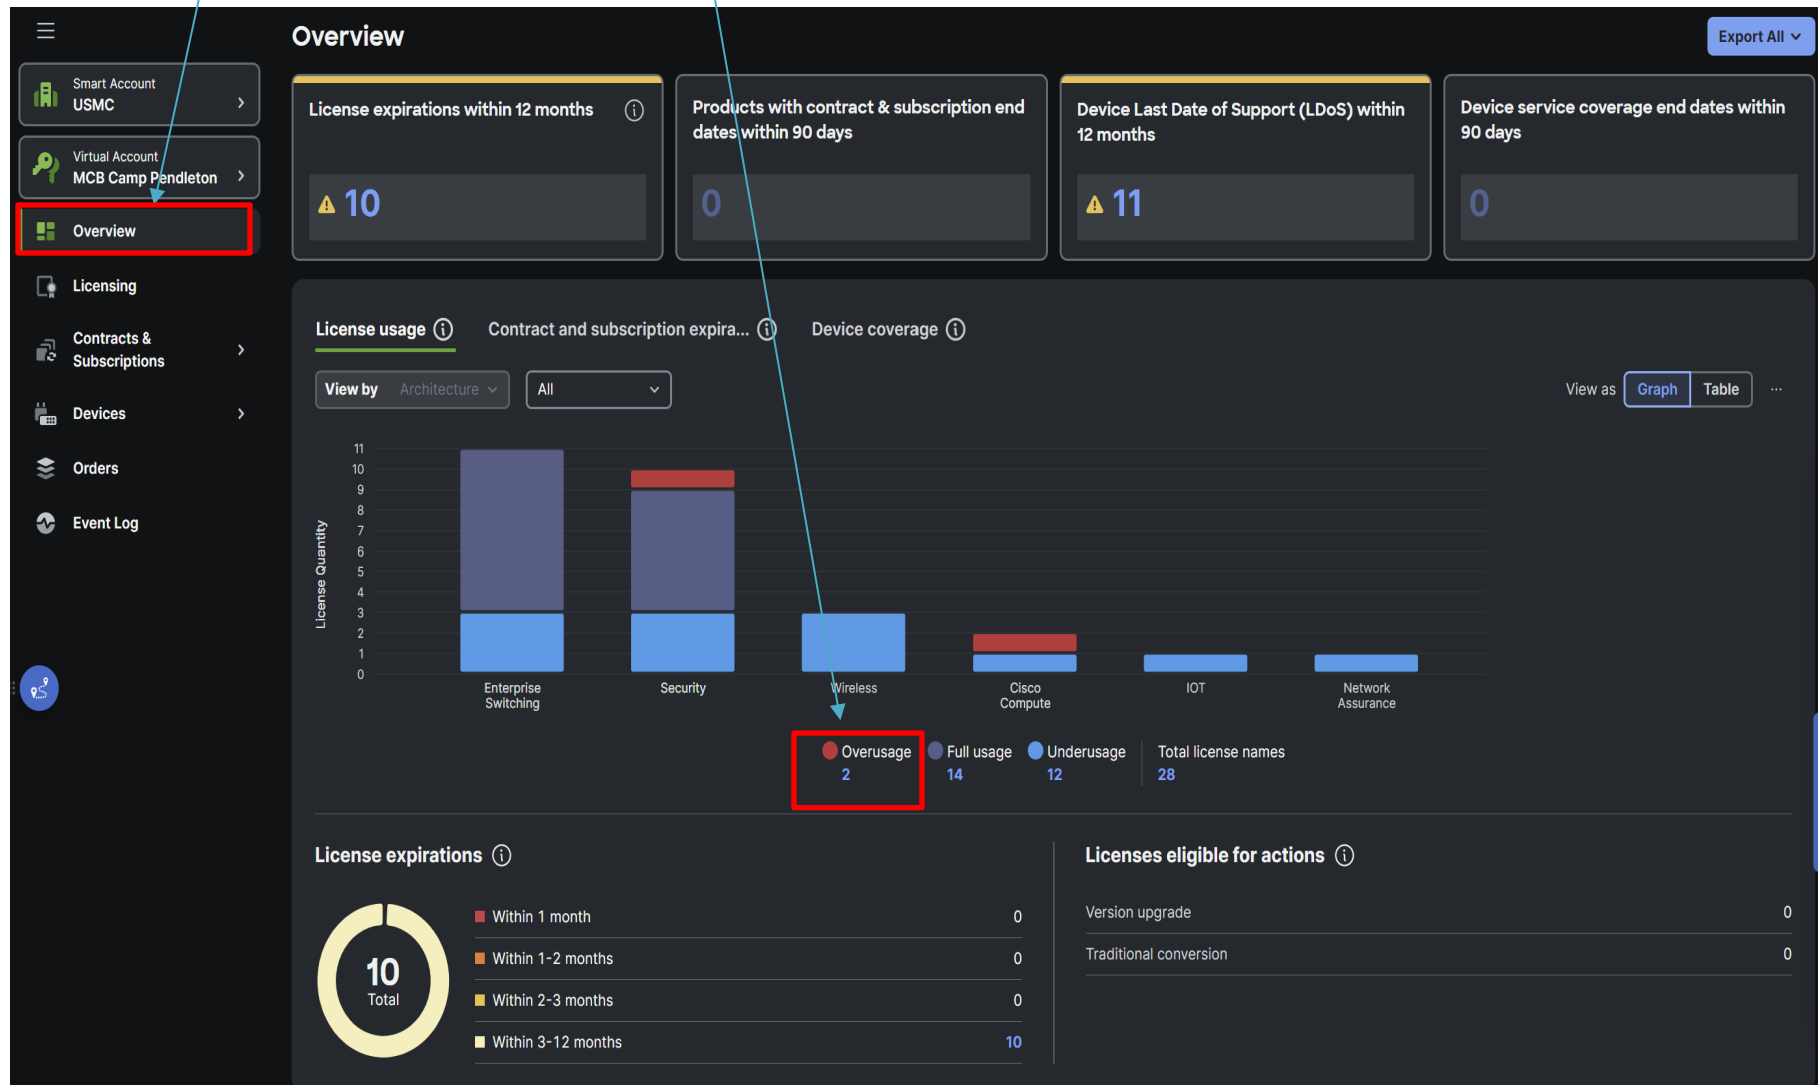 Overview
Export All
Smart Account
USMC
Virtual Account
MCB Camp Pendleton
Overview
Licensing
Contracts &
Subscriptions
Devices
Orders
Event Log
License expirations within 12 months
10
Products with contract & subscription end
dates within 90 days
0
Device Last Date of Support (LDoS) within
12 months
11
Device service coverage end dates within
90 days
0
License usage
Contract and subscription expira...
Device coverage
View by Architecture
All
View as Graph Table ...
License Quantity
11
10
9
8
7
6
5
4
3
2
1
0
Enterprise
Switching
Security
Wireless
Cisco
Compute
IOT
Network
Assurance
Overusage
2
Full usage
14
Underusage
12
Total license names
28
License expirations
10
Total
Within 1 month 0
Within 1-2 months 0
Within 2-3 months 0
Within 3-12 months 10
Licenses eligible for actions
Version upgrade 0
Traditional conversion 0